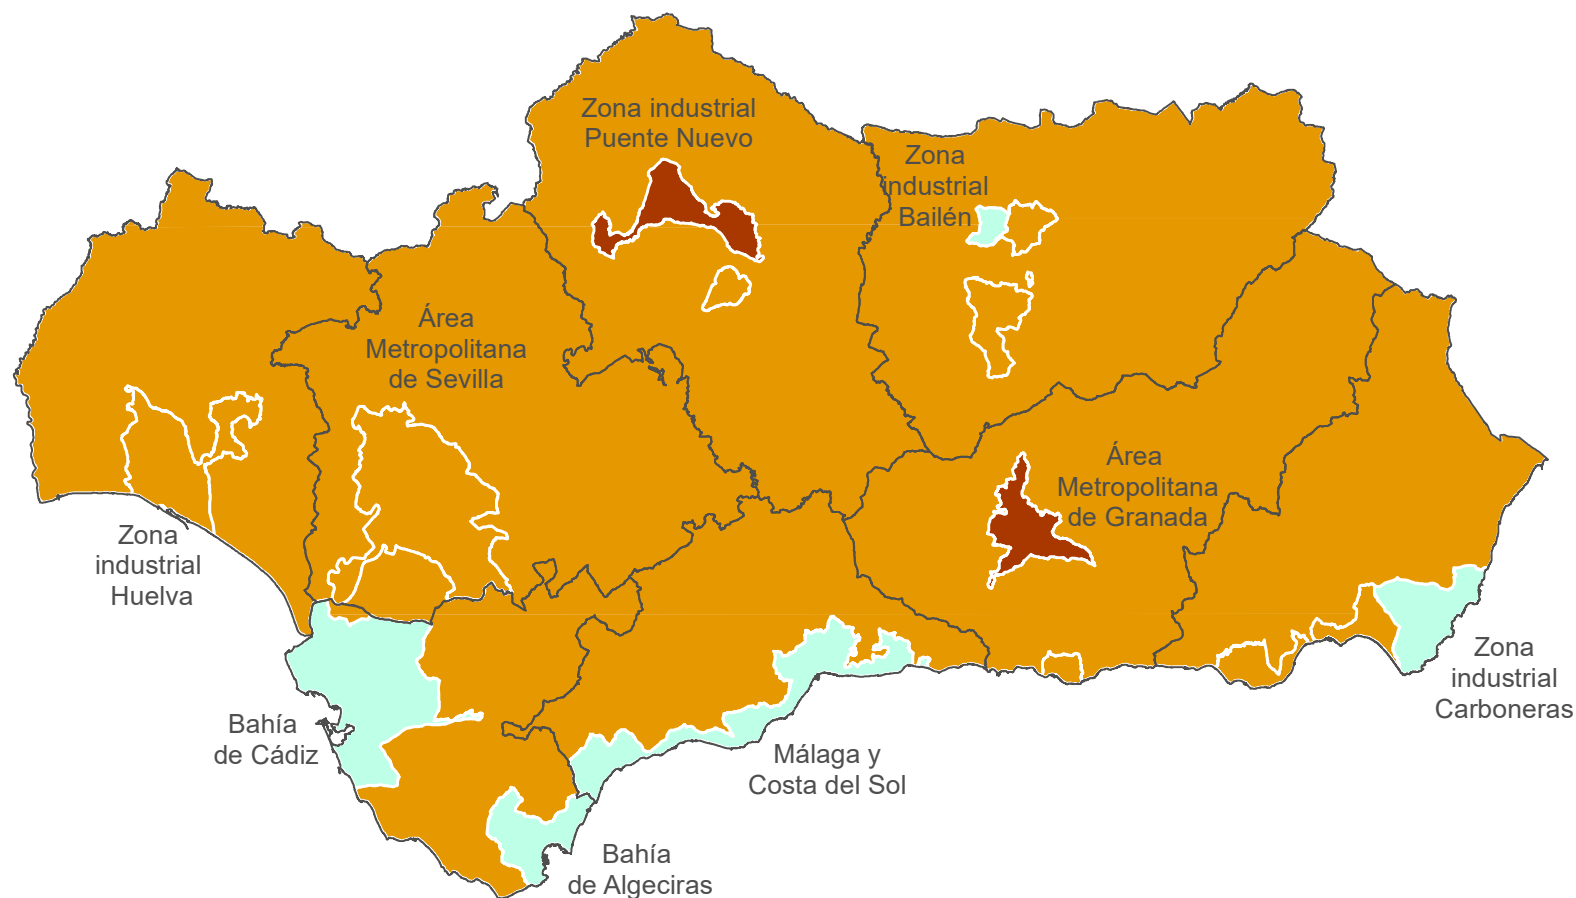 Zona industrial
Puente Nuevo
Zona
industrial
Bailén
Área
Metropolitana
de Sevilla
Área
Metropolitana
de Granada
Zona
industrial
Huelva
Zona
industrial
Carboneras
Bahía
de Cádiz
Málaga y
Costa del Sol
Bahía
de Algeciras